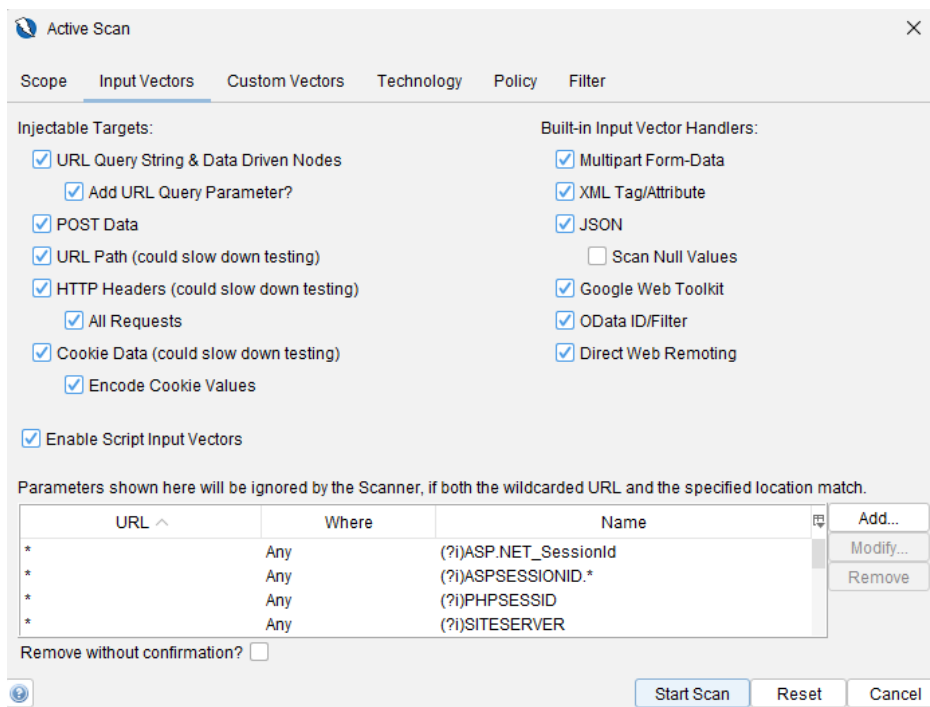 Active Scan
Scope Input Vectors Custom Vectors Technology Policy Filter
Injectable Targets:
URL Query String & Data Driven Nodes
Add URL Query Parameter?
POST Data
URL Path (could slow down testing)
HTTP Headers (could slow down testing)
All Requests
Cookie Data (could slow down testing)
Encode Cookie Values
Built-in Input Vector Handlers:
Multipart Form-Data
XML Tag/Attribute
JSON
Scan Null Values
Google Web Toolkit
OData ID/Filter
Direct Web Remoting
Enable Script Input Vectors
Parameters shown here will be ignored by the Scanner, if both the wildcarded URL and the specified location match.
URL Where Name
* Any (?i)ASP.NET_SessionId
* Any (?i)ASPSESSIONID.*
* Any (?i)PHPSESSID
* Any (?i)SITESERVER
Add...
Modify...
Remove
Remove without confirmation?
Start Scan Reset Cancel